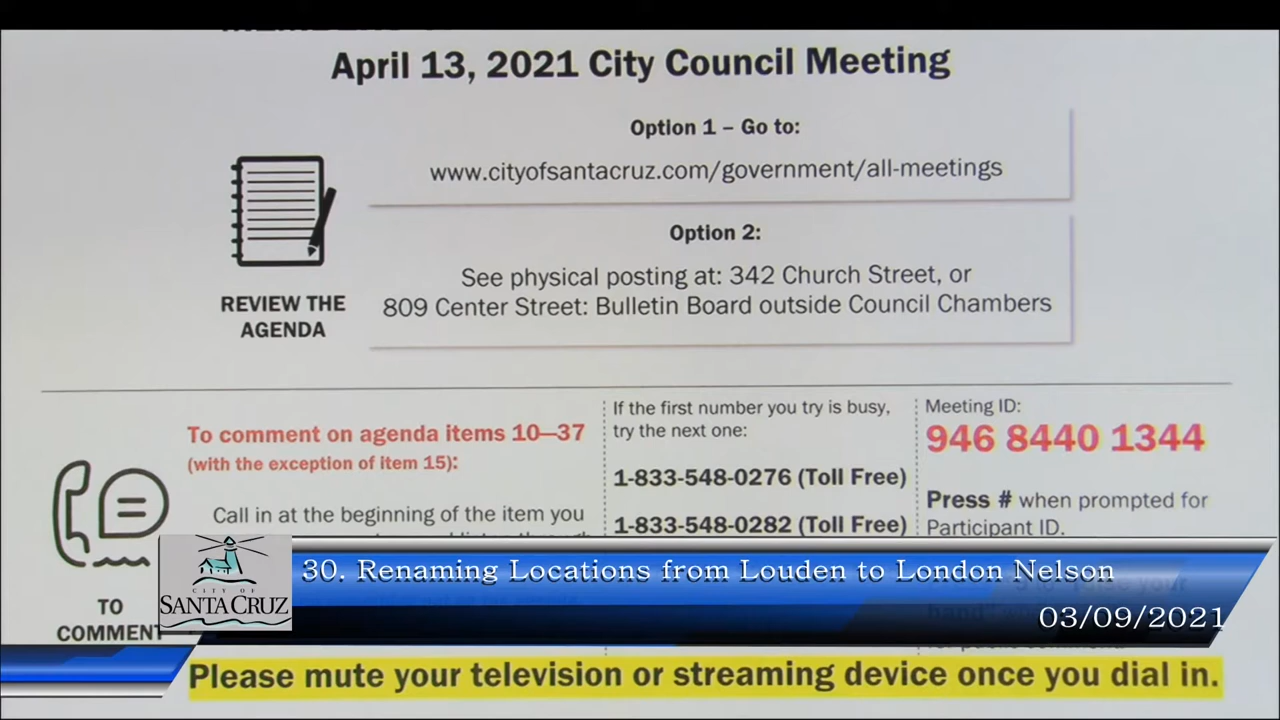 April 13, 2021 City Council Meeting
Option 1 – Go to:
www.cityofsantacruz.com/government/all-meetings
Option 2:
See physical posting at: 342 Church Street, or
809 Center Street: Bulletin Board outside Council Chambers
REVIEW THE
AGENDA
To comment on agenda items 10—37
(with the exception of item 15):
Call in at the beginning of the item you
If the first number you try is busy,
try the next one:
1-833-548-0276 (Toll Free)
1-833-548-0282 (Toll Free)
Meeting ID:
946 8440 1344
Press # when prompted for
Participant ID.
TO
COMMENT
CITY OF
SANTA CRUZ
30. Renaming Locations from Louden to London Nelson
03/09/2021
Please mute your television or streaming device once you dial in.